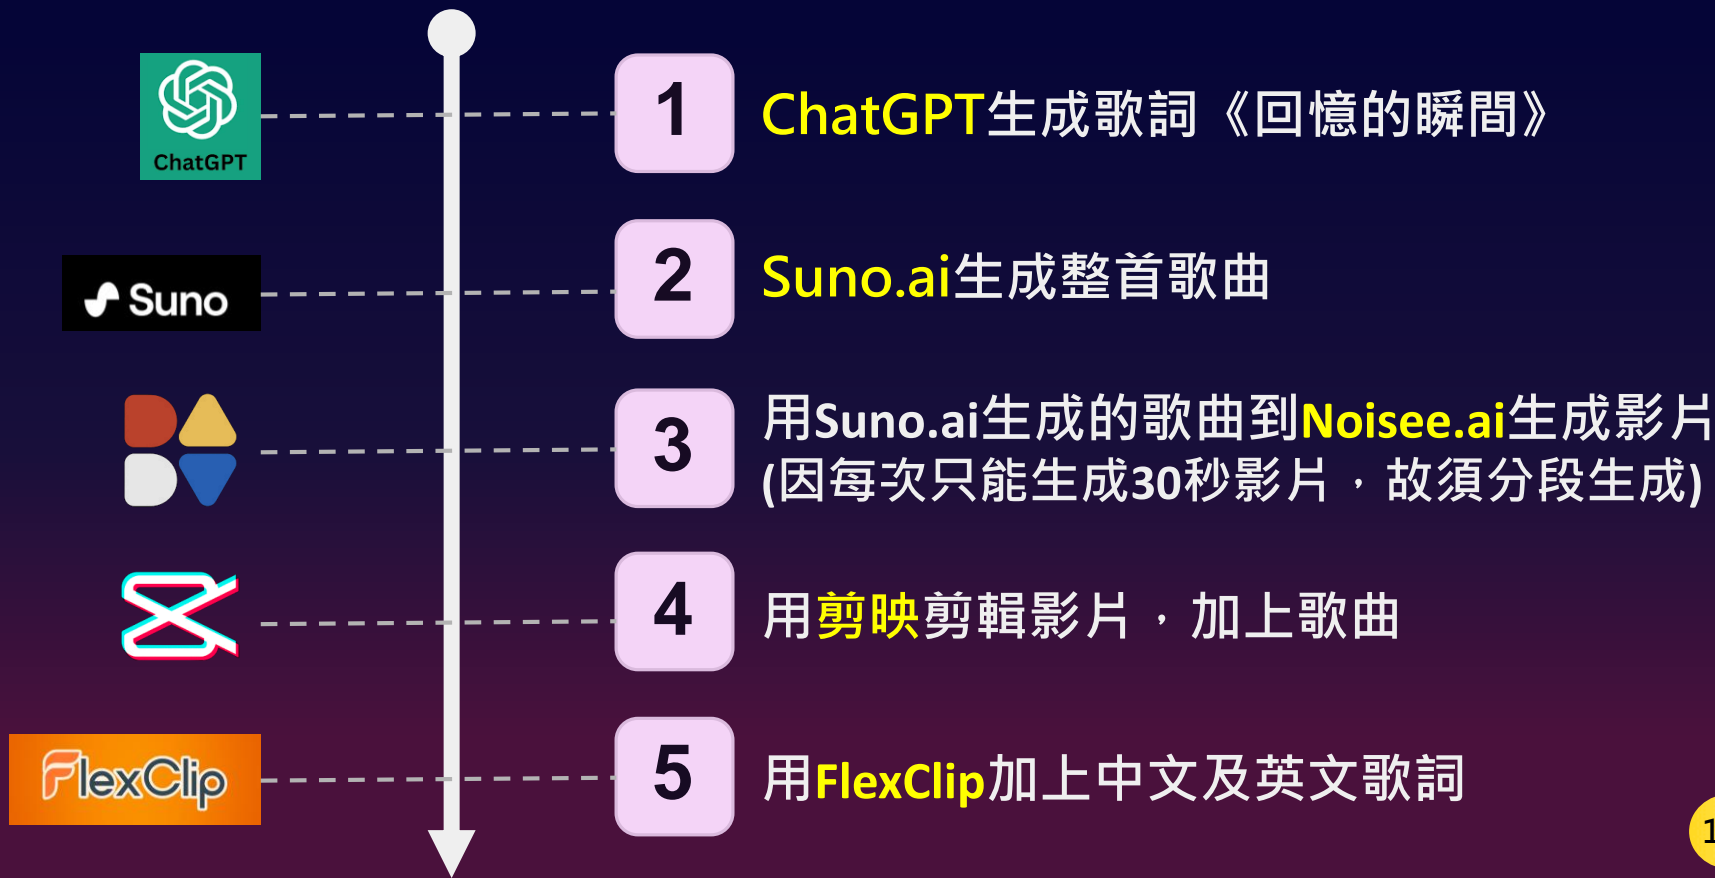 ChatGPT
1
ChatGPT生成歌詞《回憶的瞬間》
Suno
2
Suno.ai生成整首歌曲
3
用Suno.ai生成的歌曲到Noisee.ai生成影片
(因每次只能生成30秒影片，故須分段生成)
4
用剪映剪輯影片，加上歌曲
FlexClip
5
用FlexClip加上中文及英文歌詞